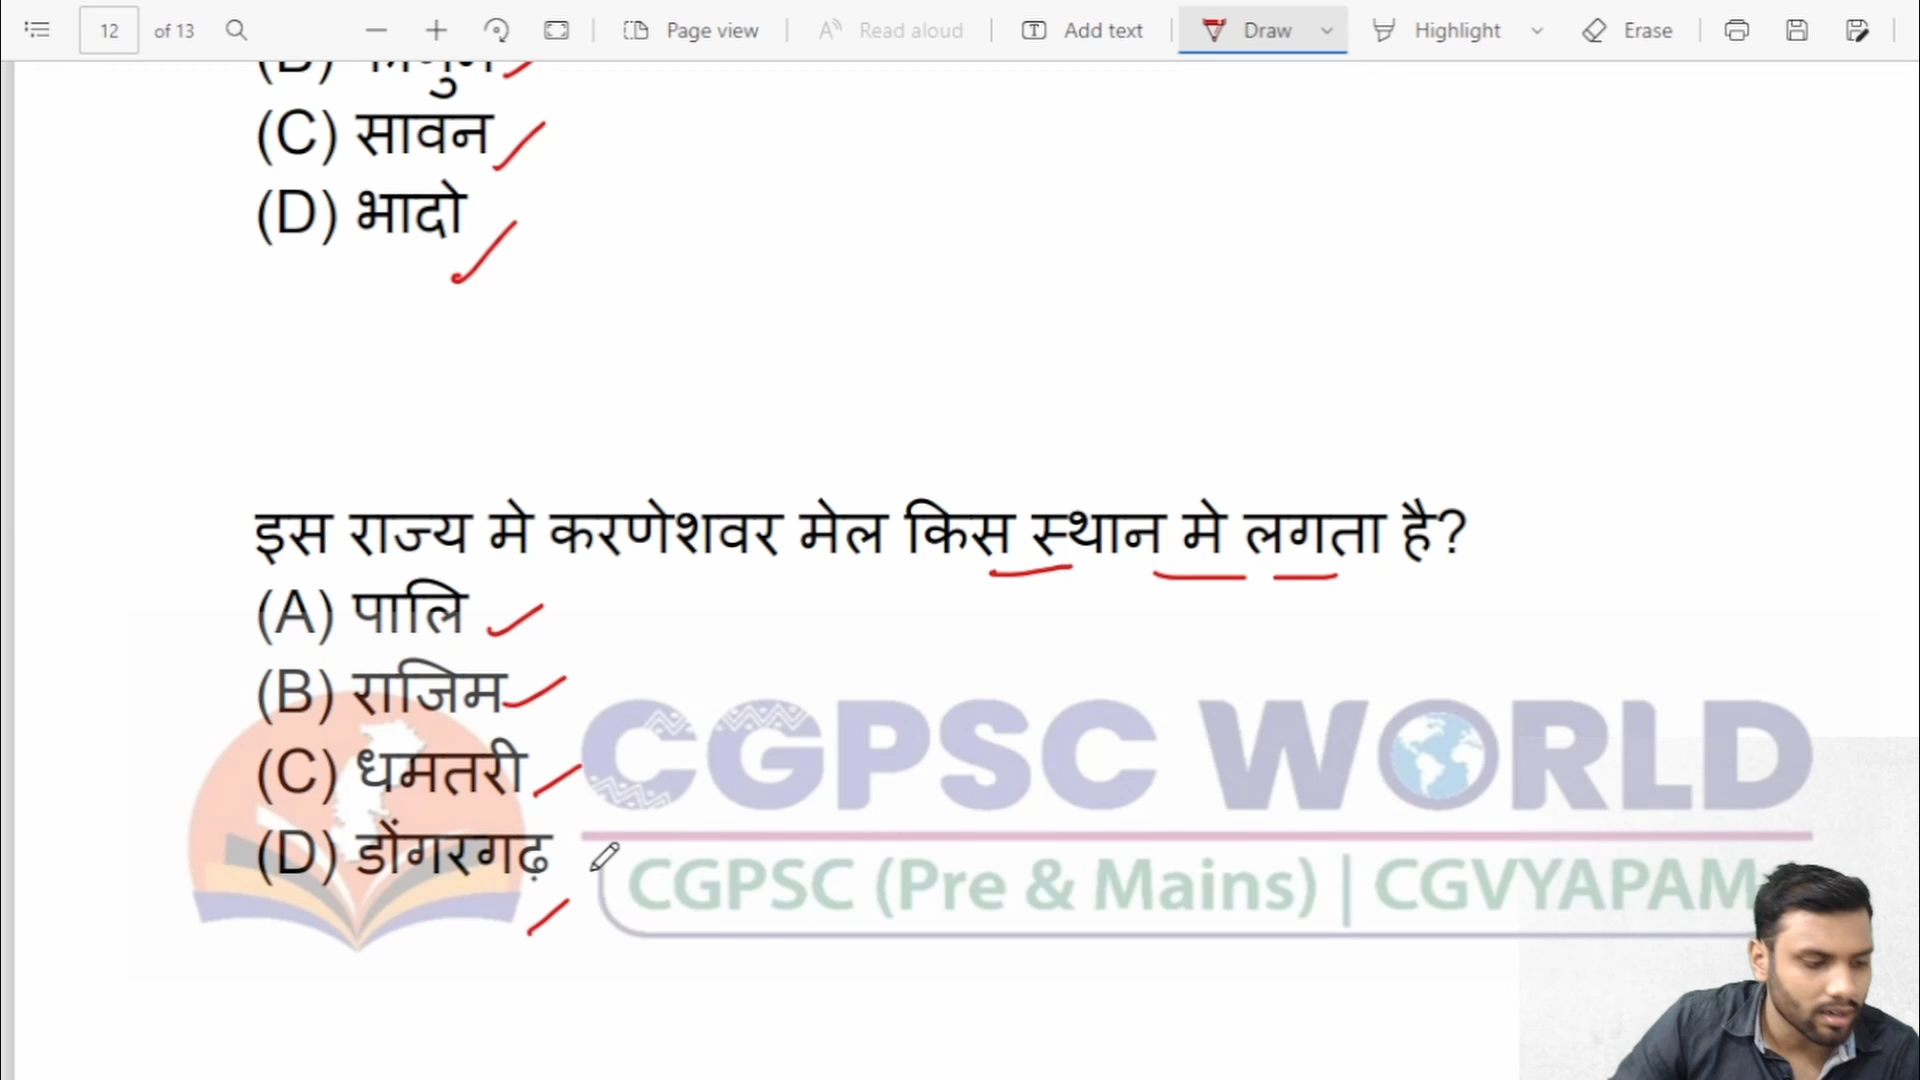 12 of 13 Page view Read aloud Add text Draw Highlight Erase
(C) सावन
(D) भादो
इस राज्य मे करणेशवर मेल किस स्थान मे लगता है?
(A) पालि
(B) राजिम
(C) धमतरी
(D) डोंगरगढ़
CGPSC WORLD
CGPSC (Pre & Mains) | CGVYAPAM